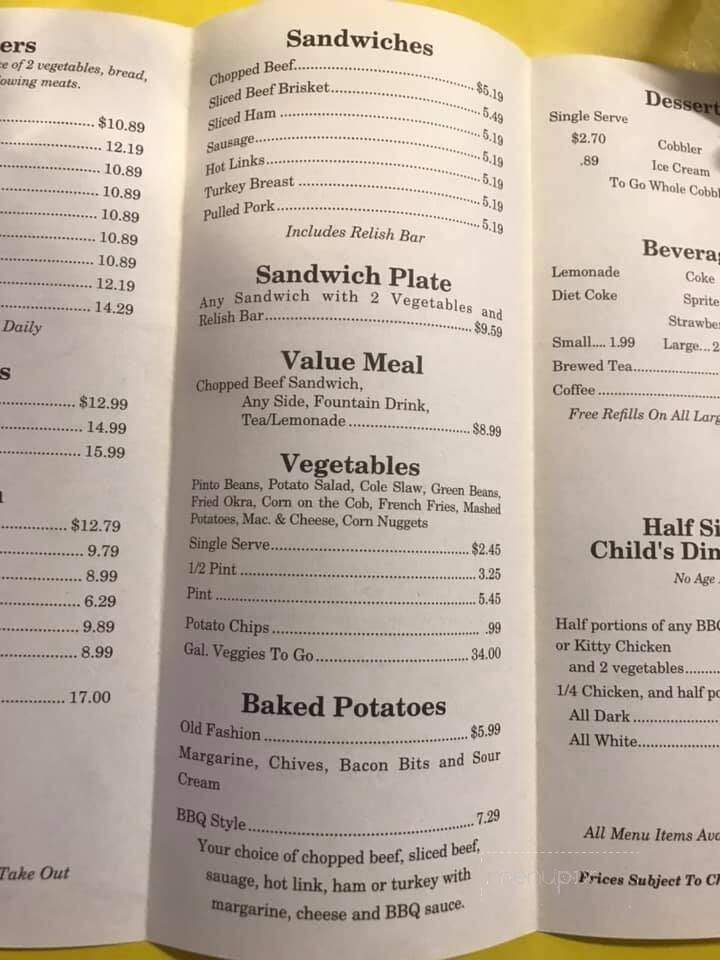 ers
e of 2 vegetables, bread,
owing meats.
$10.89
12.19
10.89
10.89
10.89
10.89
10.89
12.19
14.29
Daily
s
$12.99
14.99
15.99
$12.79
9.79
8.99
6.29
9.89
8.99
17.00
Take Out
Sandwiches
Chopped Beef........ $5.19
Sliced Beef Brisket........ 5.49
Sliced Ham ........ 5.19
Sausage........ 5.19
Hot Links........ 5.19
Turkey Breast ........ 5.19
Pulled Pork........ 5.19
Includes Relish Bar
Sandwich Plate
Any Sandwich with 2 Vegetables and
Relish Bar........ $9.59
Value Meal
Chopped Beef Sandwich,
Any Side, Fountain Drink,
Tea/Lemonade ........ $8.99
Vegetables
Pinto Beans, Potato Salad, Cole Slaw, Green Beans,
Fried Okra, Corn on the Cob, French Fries, Mashed
Potatoes, Mac. & Cheese, Corn Nuggets
Single Serve........ $2.45
1/2 Pint ........ 3.25
Pint ........ 5.45
Potato Chips ........ .99
Gal. Veggies To Go ........ 34.00
Baked Potatoes
Old Fashion ........ $5.99
Margarine, Chives, Bacon Bits and Sour
Cream
BBQ Style ........ 7.29
Your choice of chopped beef, sliced beef,
sauage, hot link, ham or turkey with
margarine, cheese and BBQ sauce.
Dessert
Single Serve
$2.70 Cobbler
.89 Ice Cream
To Go Whole Cobbl
Bevera
Lemonade Coke
Diet Coke Sprite
Strawbe
Small.... 1.99 Large... 2
Brewed Tea........
Coffee ........
Free Refills On All Larg
Half Si
Child's Din
No Age
Half portions of any BBQ
or Kitty Chicken
and 2 vegetables........
1/4 Chicken, and half po
All Dark ........
All White........
All Menu Items Ava
Prices Subject To Ch